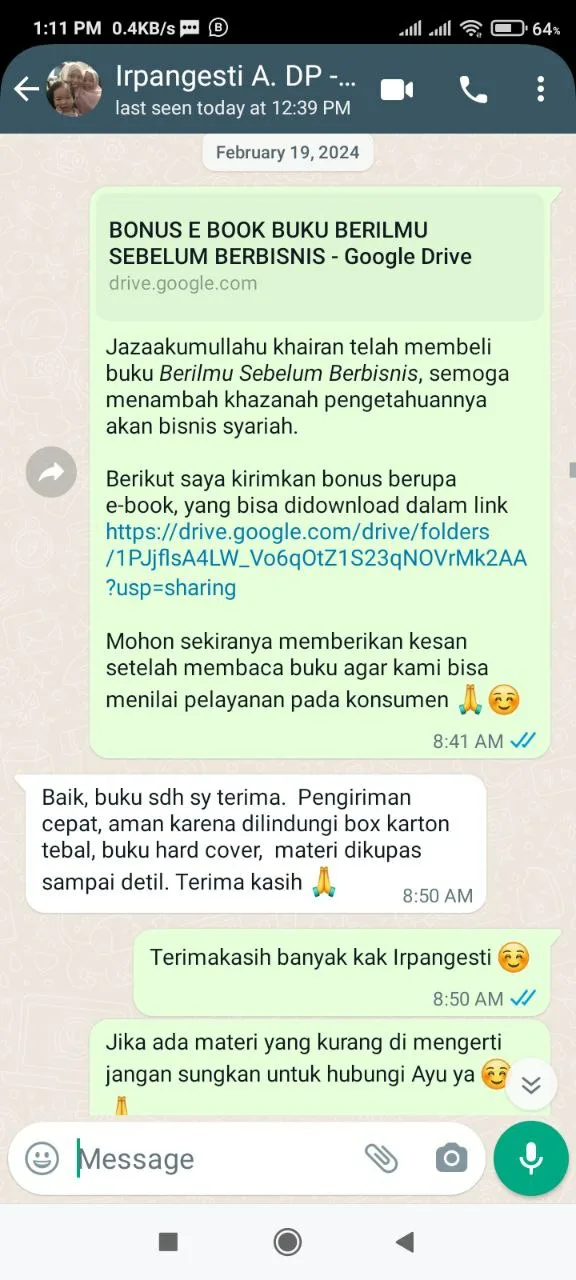 1:11 PM 0.4KB/s
64%
Irpangesti A. DP -...
last seen today at 12:39 PM
February 19, 2024
BONUS E BOOK BUKU BERILMU
SEBELUM BERBISNIS - Google Drive
drive.google.com
Jazaakumullahu khairan telah membeli
buku Berilmu Sebelum Berbisnis, semoga
menambah khazanah pengetahuannya
akan bisnis syariah.
Berikut saya kirimkan bonus berupa
e-book, yang bisa didownload dalam link
https://drive.google.com/drive/folders
/1PJjflsA4LW_Vo6qOtZ1S23qNOVrMk2AA
?usp=sharing
Mohon sekiranya memberikan kesan
setelah membaca buku agar kami bisa
menilai pelayanan pada konsumen 🙏☺️
8:41 AM
Baik, buku sdh sy terima.  Pengiriman
cepat, aman karena dilindungi box karton
tebal, buku hard cover,  materi dikupas
sampai detil. Terima kasih 🙏
8:50 AM
Terimakasih banyak kak Irpangesti ☺️
8:50 AM
Jika ada materi yang kurang di mengerti
jangan sungkan untuk hubungi Ayu ya ☺️
🙏
Message